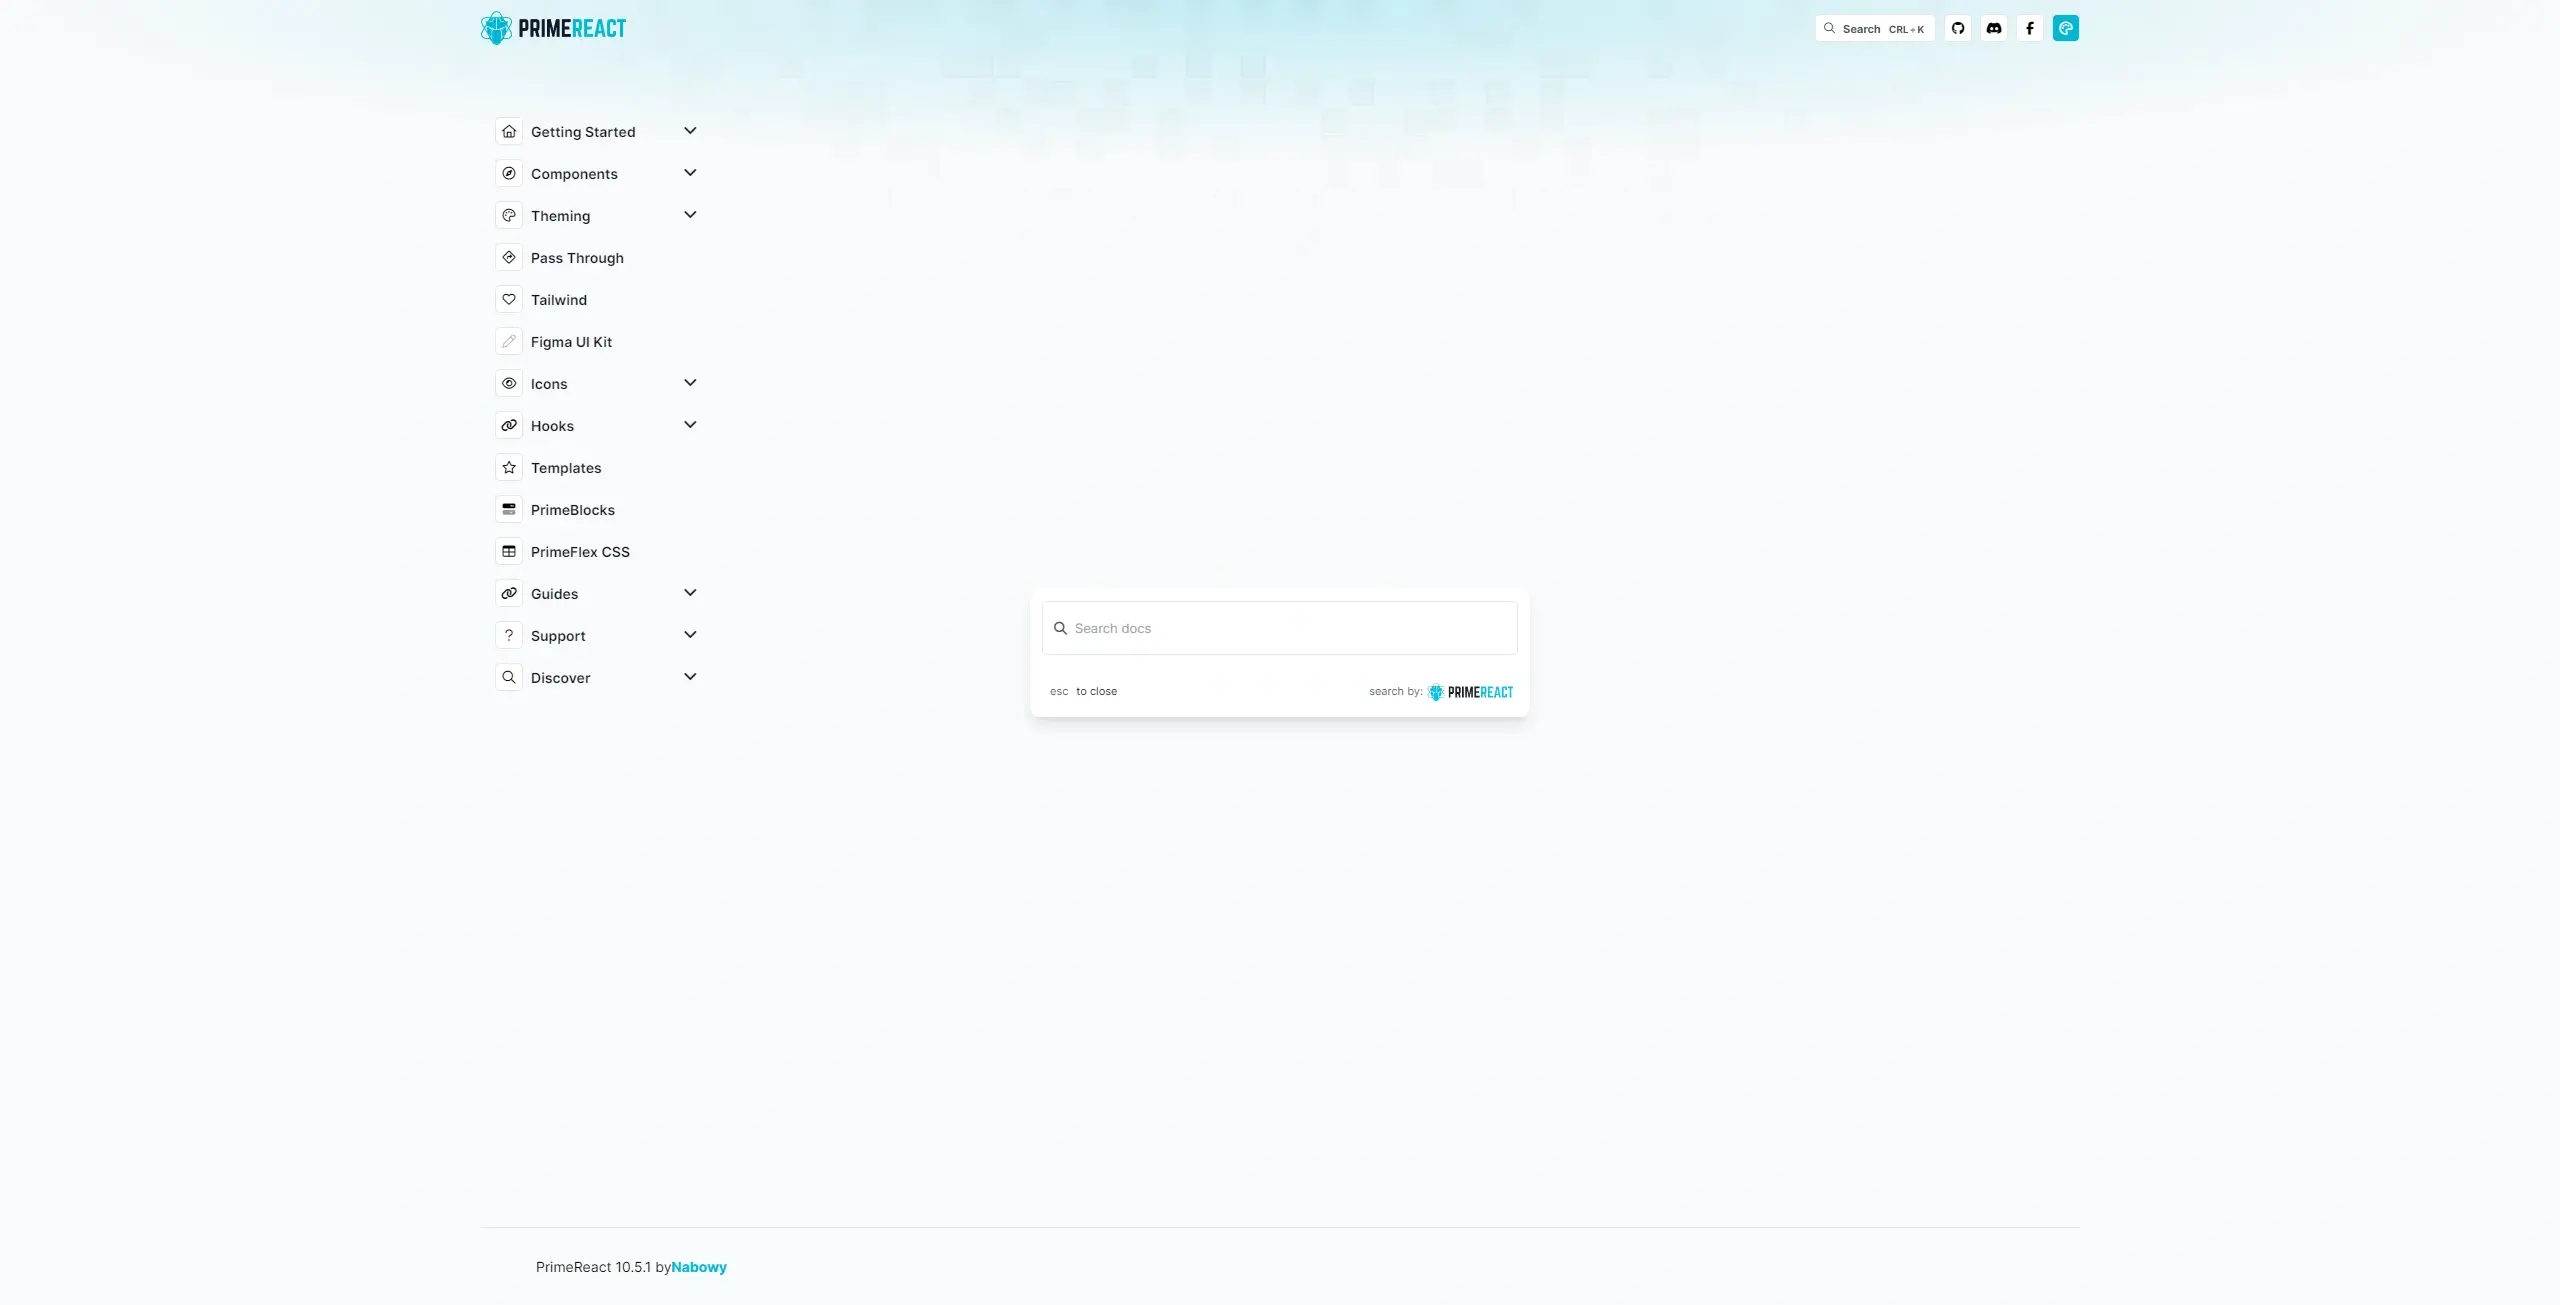 PRIMEREACT
Search CRL+K
Getting Started
Components
Theming
Pass Through
Tailwind
Figma UI Kit
Icons
Hooks
Templates
PrimeBlocks
PrimeFlex CSS
Guides
Support
Discover
Search docs
esc to close
search by: PRIMEREACT
PrimeReact 10.5.1 byNabowy